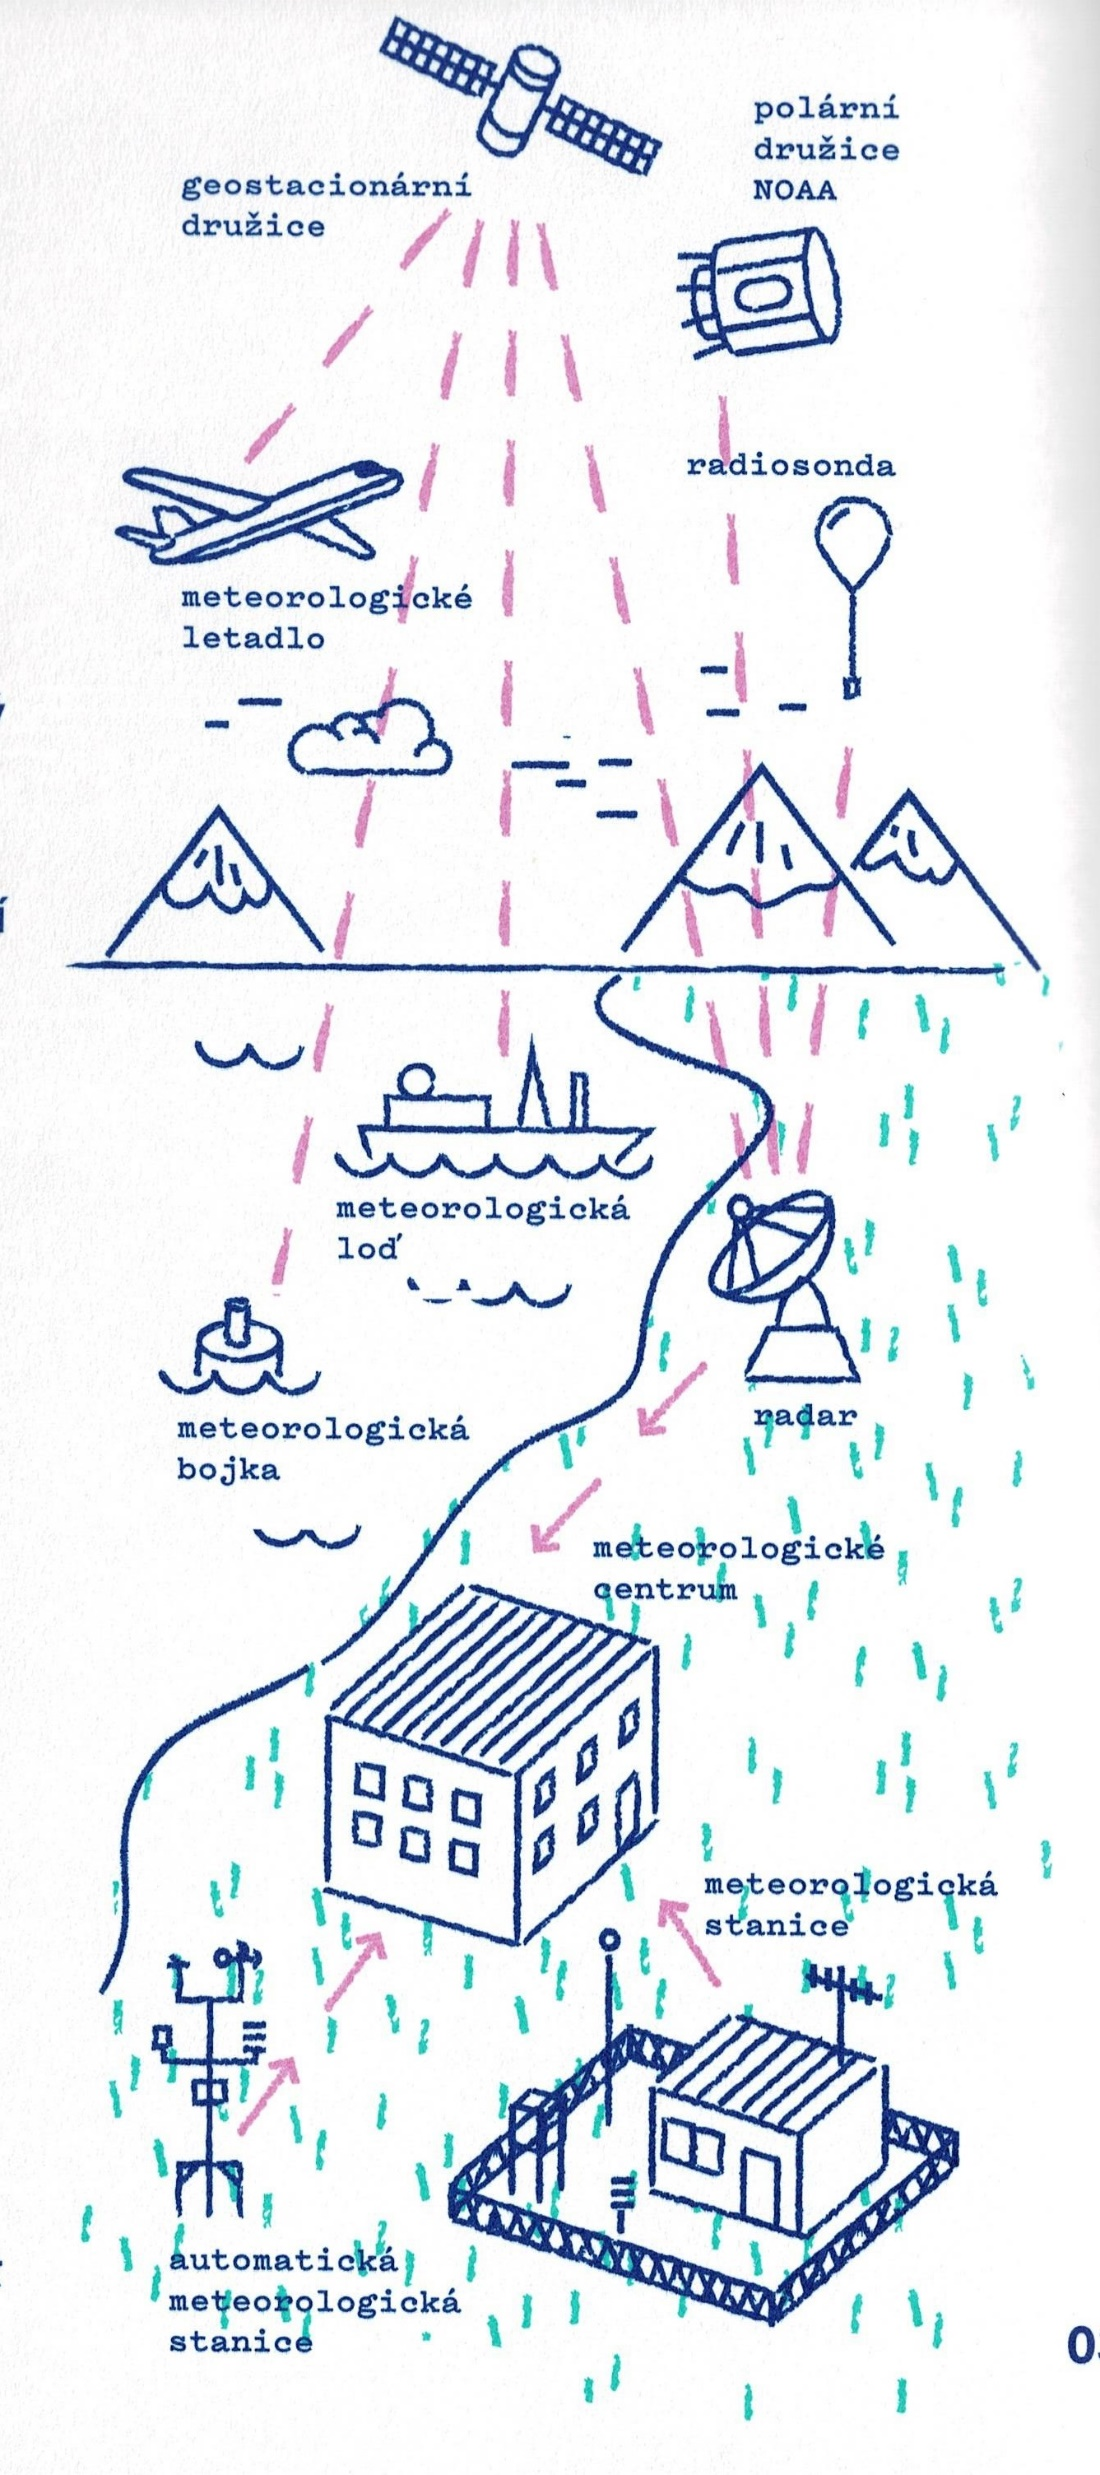 polární
družice
NOAA
geostacionární
družice
radiosonda
meteorologické
letadlo
meteorologická
loď
radar
meteorologická
bojka
meteorologické
centrum
meteorologická
stanice
automatická
meteorologická
stanice